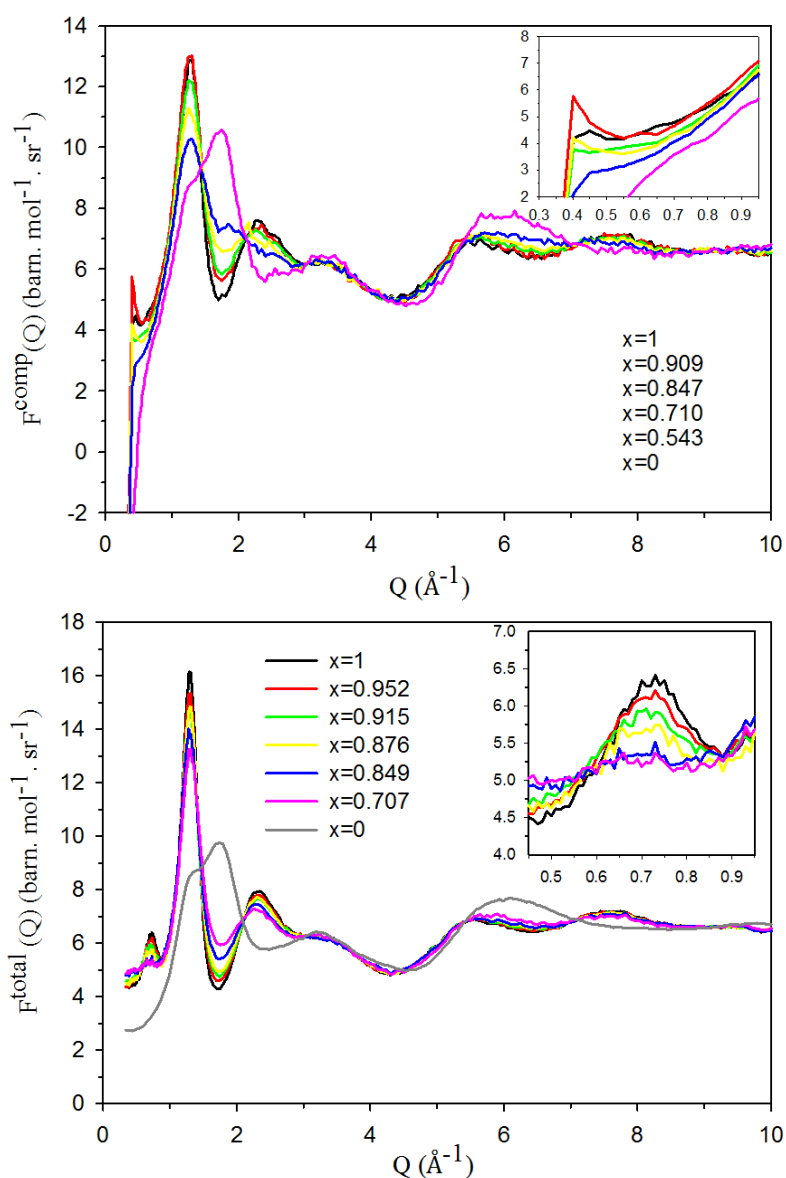 14
12
10
8
6
4
2
0
-2
F^comp(Q) (barn. mol^-1. sr^-1)
0 2 4 6 8 10
Q (Å^-1)
8
7
6
5
4
3
2
0.3 0.4 0.5 0.6 0.7 0.8 0.9
x=1
x=0.909
x=0.847
x=0.710
x=0.543
x=0
18
16
14
12
10
8
6
4
2
0
F^total (Q) (barn. mol^-1. sr^-1)
0 2 4 6 8 10
Q (Å^-1)
x=1
x=0.952
x=0.915
x=0.876
x=0.849
x=0.707
x=0
7.0
6.5
6.0
5.5
5.0
4.5
4.0
0.5 0.6 0.7 0.8 0.9